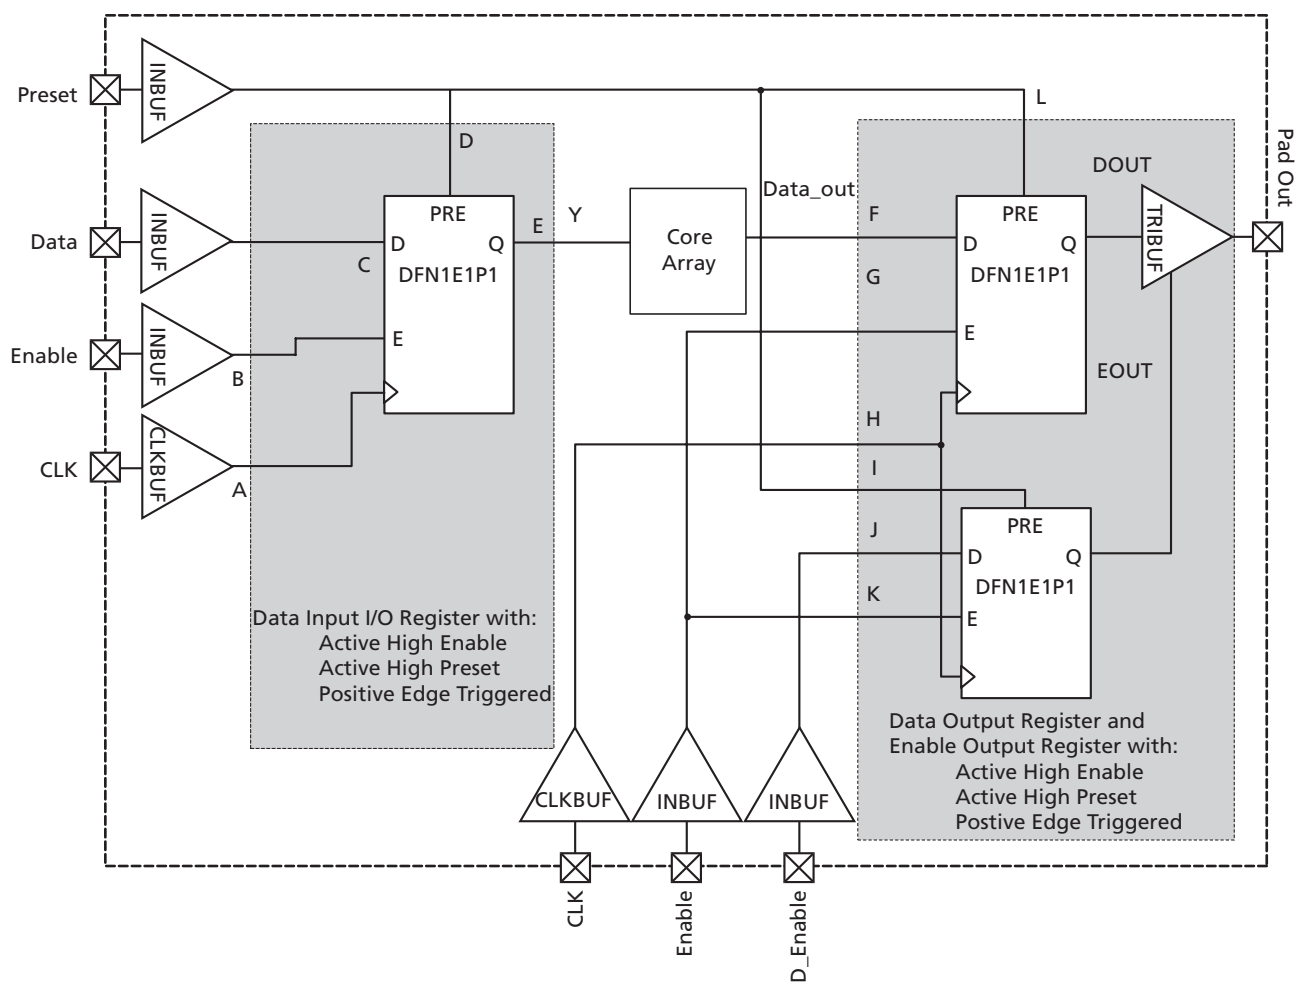 Preset
INBUF
L
D
Data
INBUF
PRE
D
Q
C
DFN1E1P1
E
E
Y
Core
Array
Data_out
F
G
PRE
D
Q
DFN1E1P1
E
DOUT
TRIBUF
EOUT
Pad Out
Enable
INBUF
B
CLK
CLKBUF
A
H
I
J
K
PRE
D
Q
DFN1E1P1
E
Data Input I/O Register with:
Active High Enable
Active High Preset
Positive Edge Triggered
Data Output Register and
Enable Output Register with:
Active High Enable
Active High Preset
Postive Edge Triggered
CLKBUF
INBUF
INBUF
CLK
Enable
D_Enable